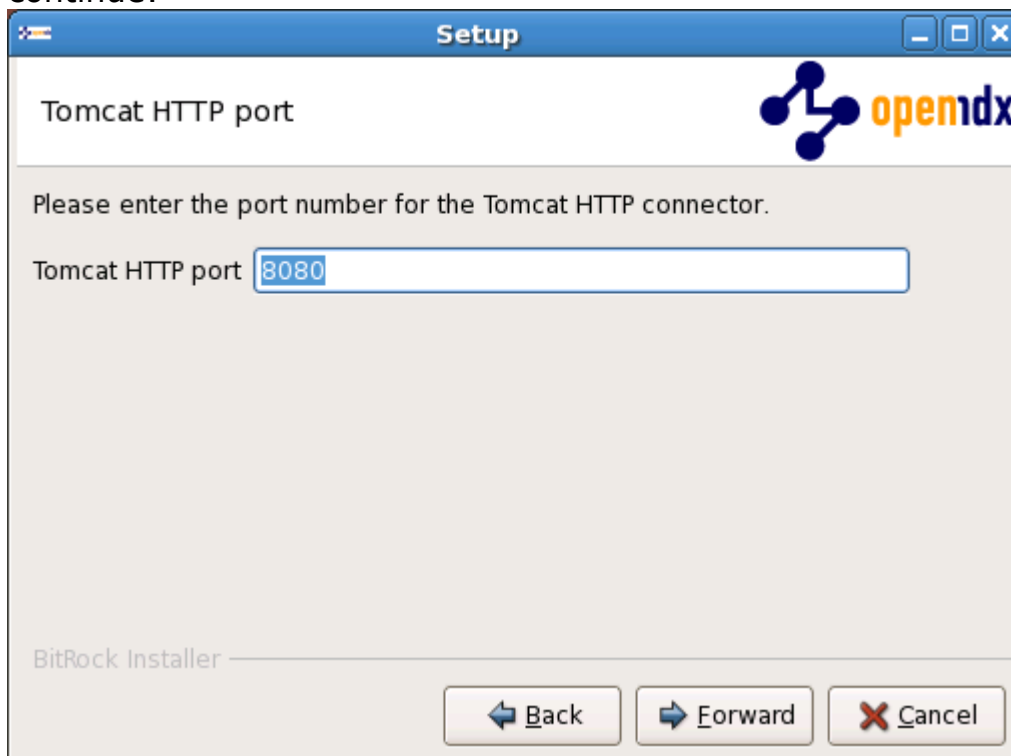 continue.
Setup
Tomcat HTTP port
openmdx
Please enter the port number for the Tomcat HTTP connector.
Tomcat HTTP port 8080
BitRock Installer
Back Forward Cancel